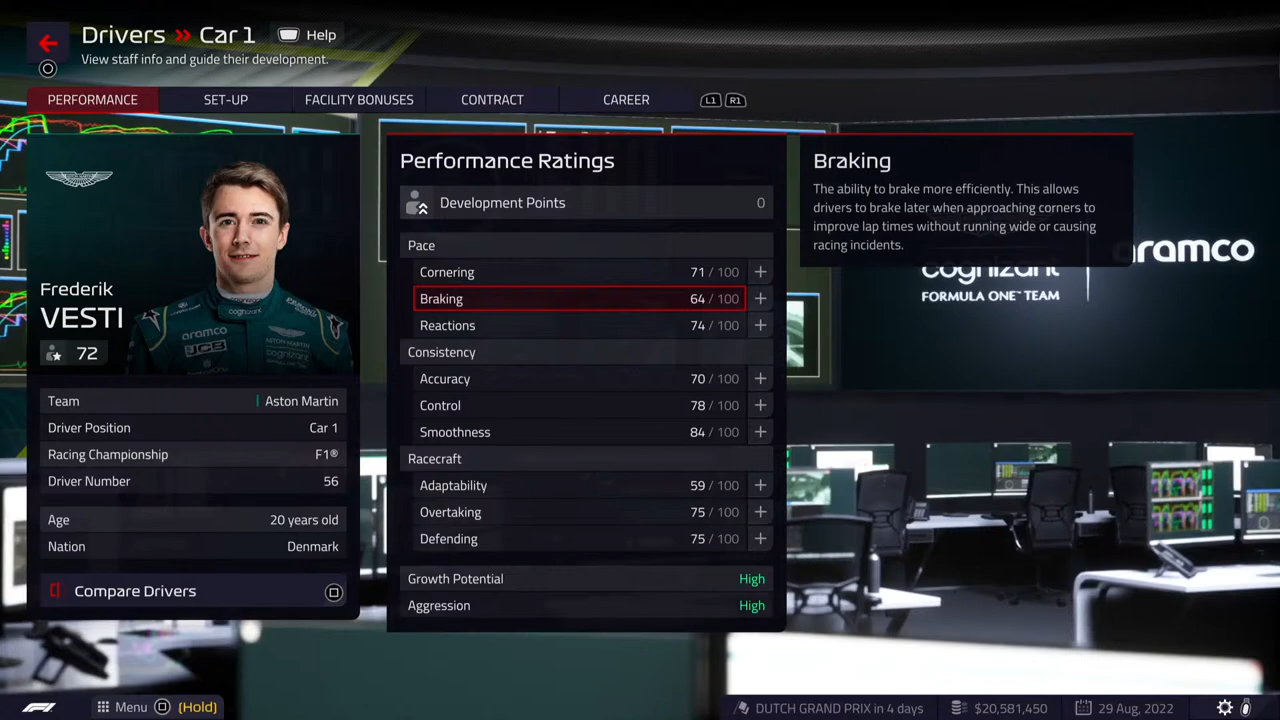 Drivers » Car 1 Help
View staff info and guide their development.
PERFORMANCE SET-UP FACILITY BONUSES CONTRACT CAREER L1 R1
Frederik
VESTI
72
Team Aston Martin
Driver Position Car 1
Racing Championship F1®
Driver Number 56
Age 20 years old
Nation Denmark
Compare Drivers
Performance Ratings
Development Points 0
Pace
Cornering 71 / 100 +
Braking 64 / 100 +
Reactions 74 / 100 +
Consistency
Accuracy 70 / 100 +
Control 78 / 100 +
Smoothness 84 / 100 +
Racecraft
Adaptability 59 / 100 +
Overtaking 75 / 100 +
Defending 75 / 100 +
Growth Potential High
Aggression High
Braking
The ability to brake more efficiently. This allows
drivers to brake later when approaching corners to
improve lap times without running wide or causing
racing incidents.
cognizant
FORMULA ONE™ TEAM
aramco
aramco
JCB
ASTON MARTIN
cognizant
Menu (Hold)
DUTCH GRAND PRIX in 4 days
$20,581,450
29 Aug, 2022